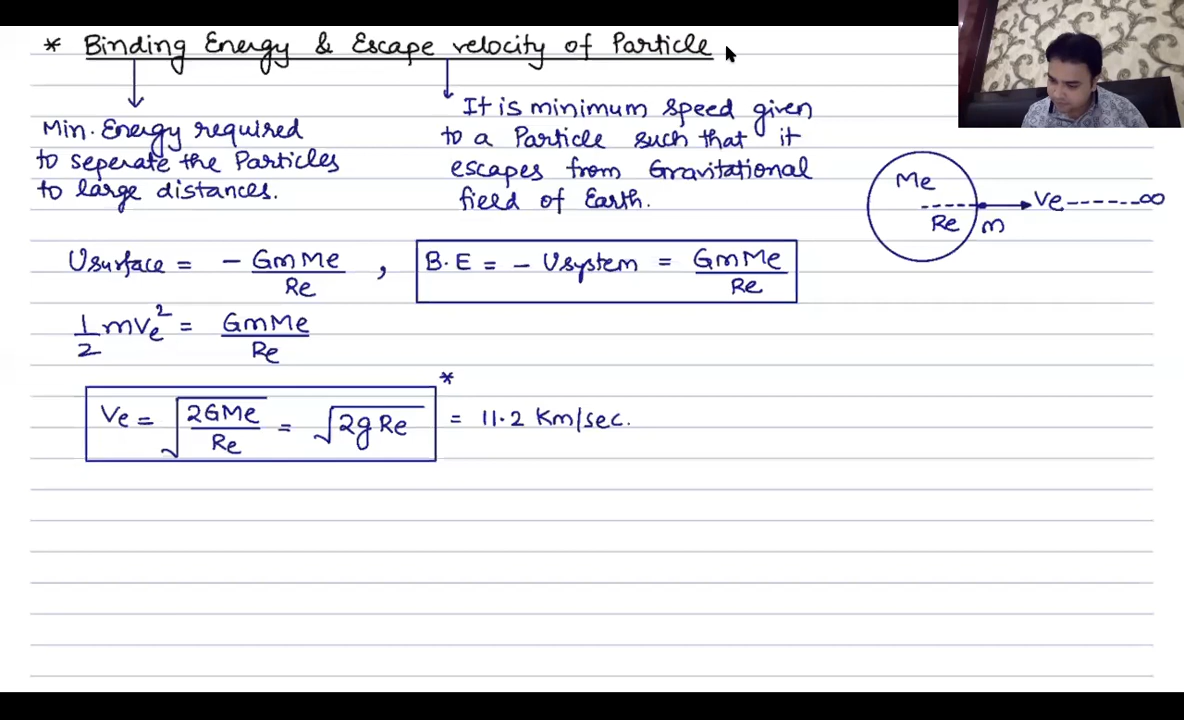 * Binding Energy & Escape velocity of Particle
Min. Energy required
to seperate the Particles
to large distances.
It is minimum speed given
to a Particle such that it
escapes from Gravitational
field of Earth.
Me
Re
m
Ve------∞
Usurface = - GmMe/Re , B.E = - Usystem = GmMe/Re
1/2 mVe² = GmMe/Re
Ve = √(2GMe/Re) = √(2gRe) * = 11.2 Km/sec.